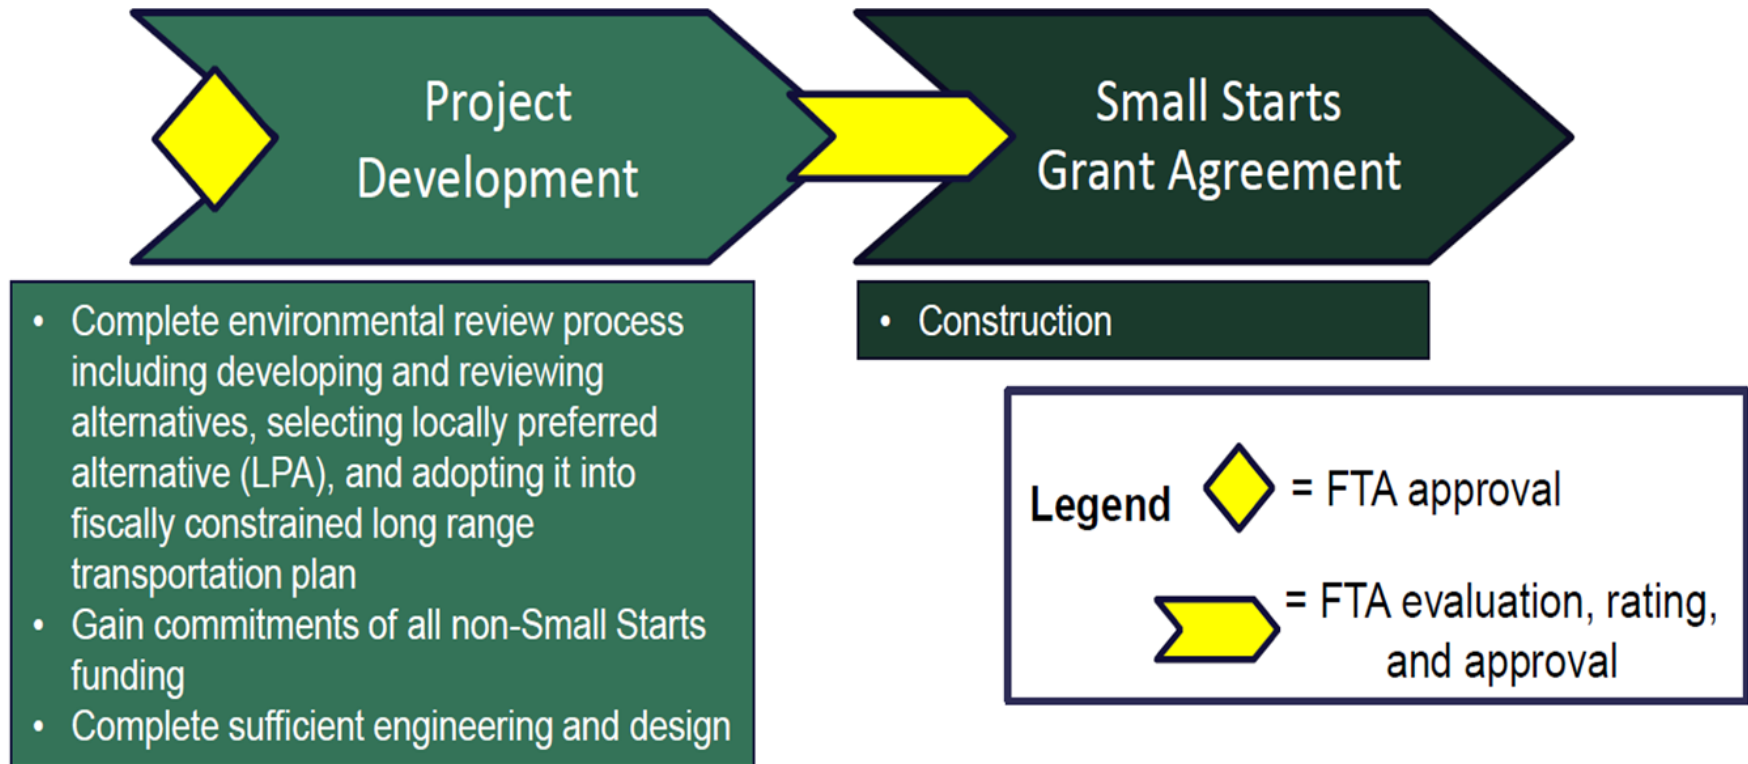 Project
Development
Small Starts
Grant Agreement
• Complete environmental review process
including developing and reviewing
alternatives, selecting locally preferred
alternative (LPA), and adopting it into
fiscally constrained long range
transportation plan
• Gain commitments of all non-Small Starts
funding
• Complete sufficient engineering and design
• Construction
Legend
= FTA approval
= FTA evaluation, rating,
and approval